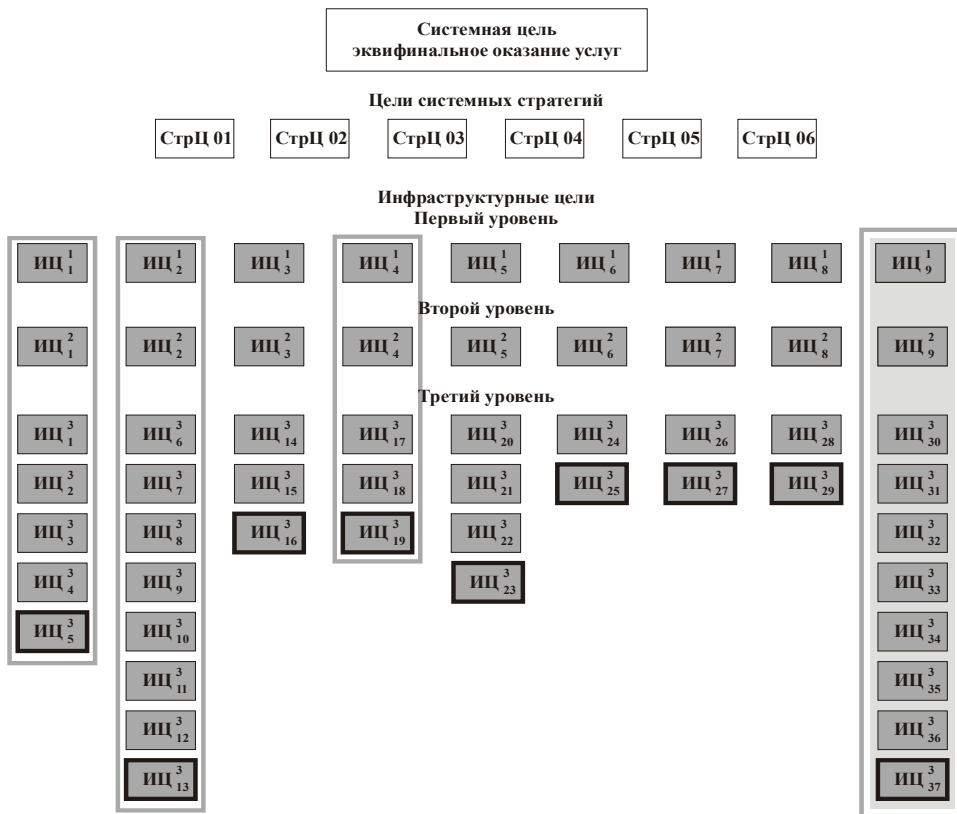 Системная цель
эквифинальное оказание услуг
Цели системных стратегий
СтрЦ 01 СтрЦ 02 СтрЦ 03 СтрЦ 04 СтрЦ 05 СтрЦ 06
Инфраструктурные цели
Первый уровень
ИЦ 1 1 ИЦ 1 2 ИЦ 1 3 ИЦ 1 4 ИЦ 1 5 ИЦ 1 6 ИЦ 1 7 ИЦ 1 8 ИЦ 1 9
Второй уровень
ИЦ 2 1 ИЦ 2 2 ИЦ 2 3 ИЦ 2 4 ИЦ 2 5 ИЦ 2 6 ИЦ 2 7 ИЦ 2 8 ИЦ 2 9
Третий уровень
ИЦ 3 1 ИЦ 3 6 ИЦ 3 14 ИЦ 3 17 ИЦ 3 20 ИЦ 3 24 ИЦ 3 26 ИЦ 3 28 ИЦ 3 30
ИЦ 3 2 ИЦ 3 7 ИЦ 3 15 ИЦ 3 18 ИЦ 3 21 ИЦ 3 25 ИЦ 3 27 ИЦ 3 29 ИЦ 3 31
ИЦ 3 3 ИЦ 3 8 ИЦ 3 16 ИЦ 3 19 ИЦ 3 22 ИЦ 3 32
ИЦ 3 4 ИЦ 3 9 ИЦ 3 23 ИЦ 3 33
ИЦ 3 5 ИЦ 3 10 ИЦ 3 34
ИЦ 3 11 ИЦ 3 35
ИЦ 3 12 ИЦ 3 36
ИЦ 3 13 ИЦ 3 37